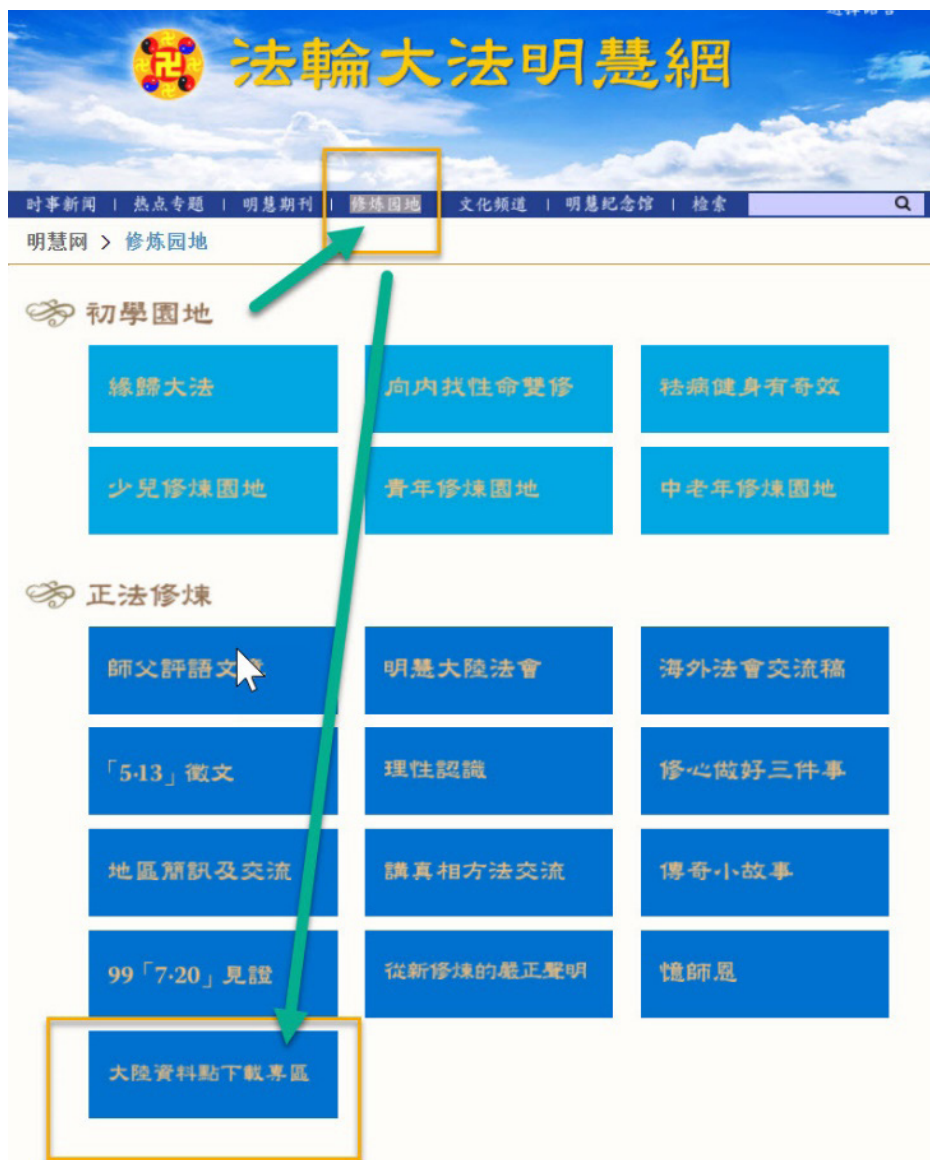 法輪大法明慧網
时事新闻 | 热点专题 | 明慧期刊 | 修炼园地 文化频道 | 明慧纪念馆 | 检索
明慧网 > 修炼园地
初學園地
緣歸大法 向内找性命雙修 祛病健身有奇效
少兒修煉園地 青年修煉園地 中老年修煉園地
正法修煉
師父評語文章 明慧大陸法會 海外法會交流稿
「5·13」徵文 理性認識 修心做好三件事
地區簡訊及交流 講真相方法交流 傳奇小故事
99「7·20」見證 從新修煉的嚴正聲明 憶師恩
大陸資料點下載專區